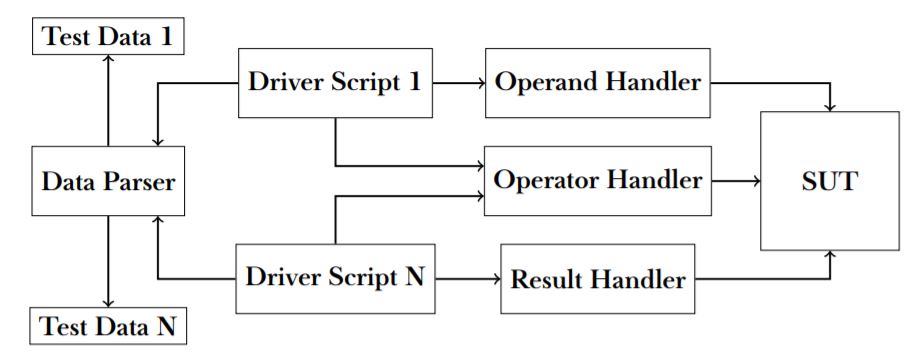 Test Data 1
Driver Script 1
Operand Handler
Data Parser
Operator Handler
SUT
Driver Script N
Result Handler
Test Data N